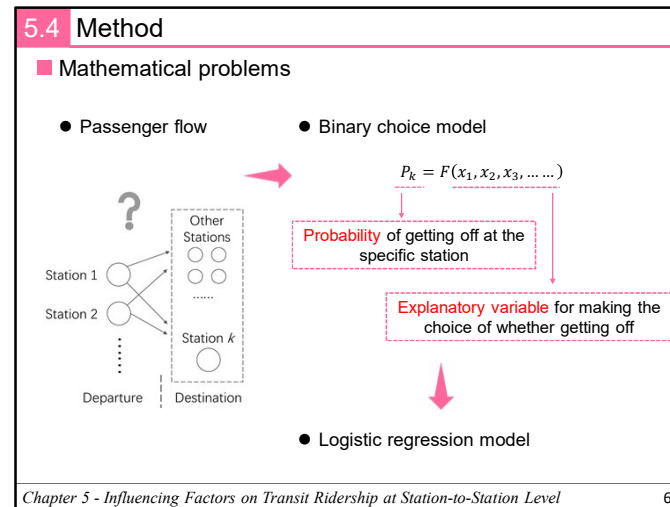 5.4 Method
Mathematical problems
● Passenger flow
● Binary choice model
?
Other
Stations
......
Station 1
Station 2
Station k
Departure
Destination
P_k = F(x_1, x_2, x_3, … …)
Probability of getting off at the
specific station
Explanatory variable for making the
choice of whether getting off
● Logistic regression model
Chapter 5 - Influencing Factors on Transit Ridership at Station-to-Station Level
6